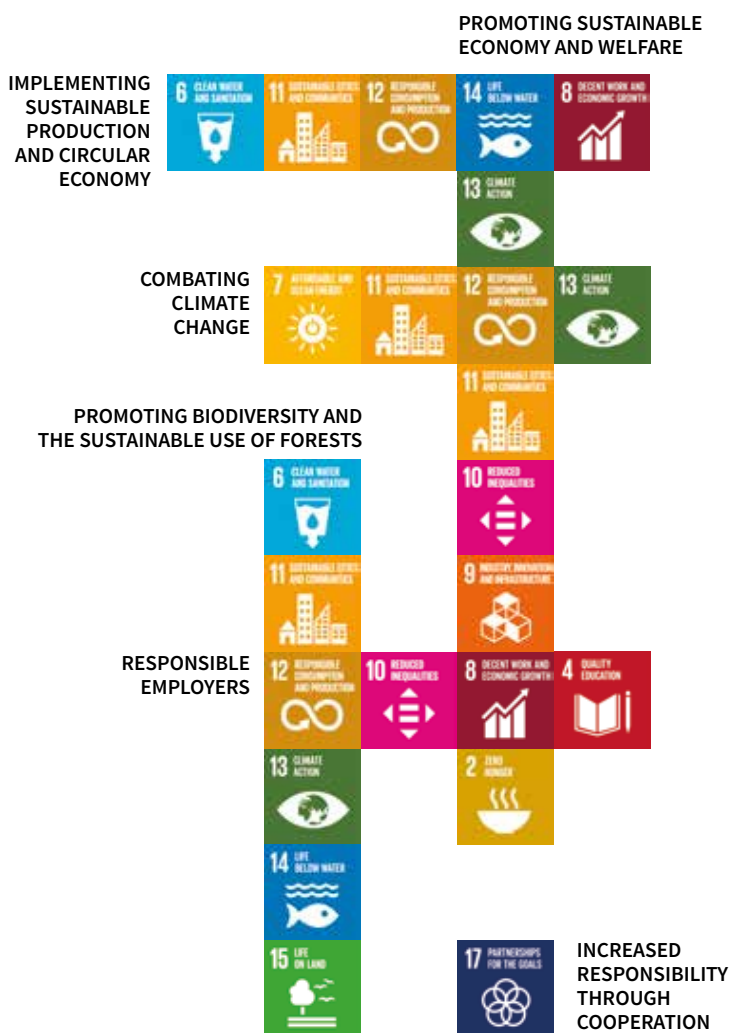 PROMOTING SUSTAINABLE
ECONOMY AND WELFARE
IMPLEMENTING
SUSTAINABLE
PRODUCTION
AND CIRCULAR
ECONOMY
6 CLEAN WATER
AND SANITATION
11 SUSTAINABLE CITIES
AND COMMUNITIES
12 RESPONSIBLE
CONSUMPTION
AND PRODUCTION
14 LIFE
BELOW WATER
8 DECENT WORK AND
ECONOMIC GROWTH
13 CLIMATE
ACTION
COMBATING
CLIMATE
CHANGE
7 AFFORDABLE AND
CLEAN ENERGY
11 SUSTAINABLE CITIES
AND COMMUNITIES
12 RESPONSIBLE
CONSUMPTION
AND PRODUCTION
13 CLIMATE
ACTION
11 SUSTAINABLE CITIES
AND COMMUNITIES
PROMOTING BIODIVERSITY AND
THE SUSTAINABLE USE OF FORESTS
6 CLEAN WATER
AND SANITATION
10 REDUCED
INEQUALITIES
11 SUSTAINABLE CITIES
AND COMMUNITIES
9 INDUSTRY, INNOVATION
AND INFRASTRUCTURE
RESPONSIBLE
EMPLOYERS
12 RESPONSIBLE
CONSUMPTION
AND PRODUCTION
10 REDUCED
INEQUALITIES
8 DECENT WORK AND
ECONOMIC GROWTH
4 QUALITY
EDUCATION
13 CLIMATE
ACTION
2 ZERO
HUNGER
14 LIFE
BELOW WATER
15 LIFE
ON LAND
17 PARTNERSHIPS
FOR THE GOALS
INCREASED
RESPONSIBILITY
THROUGH
COOPERATION